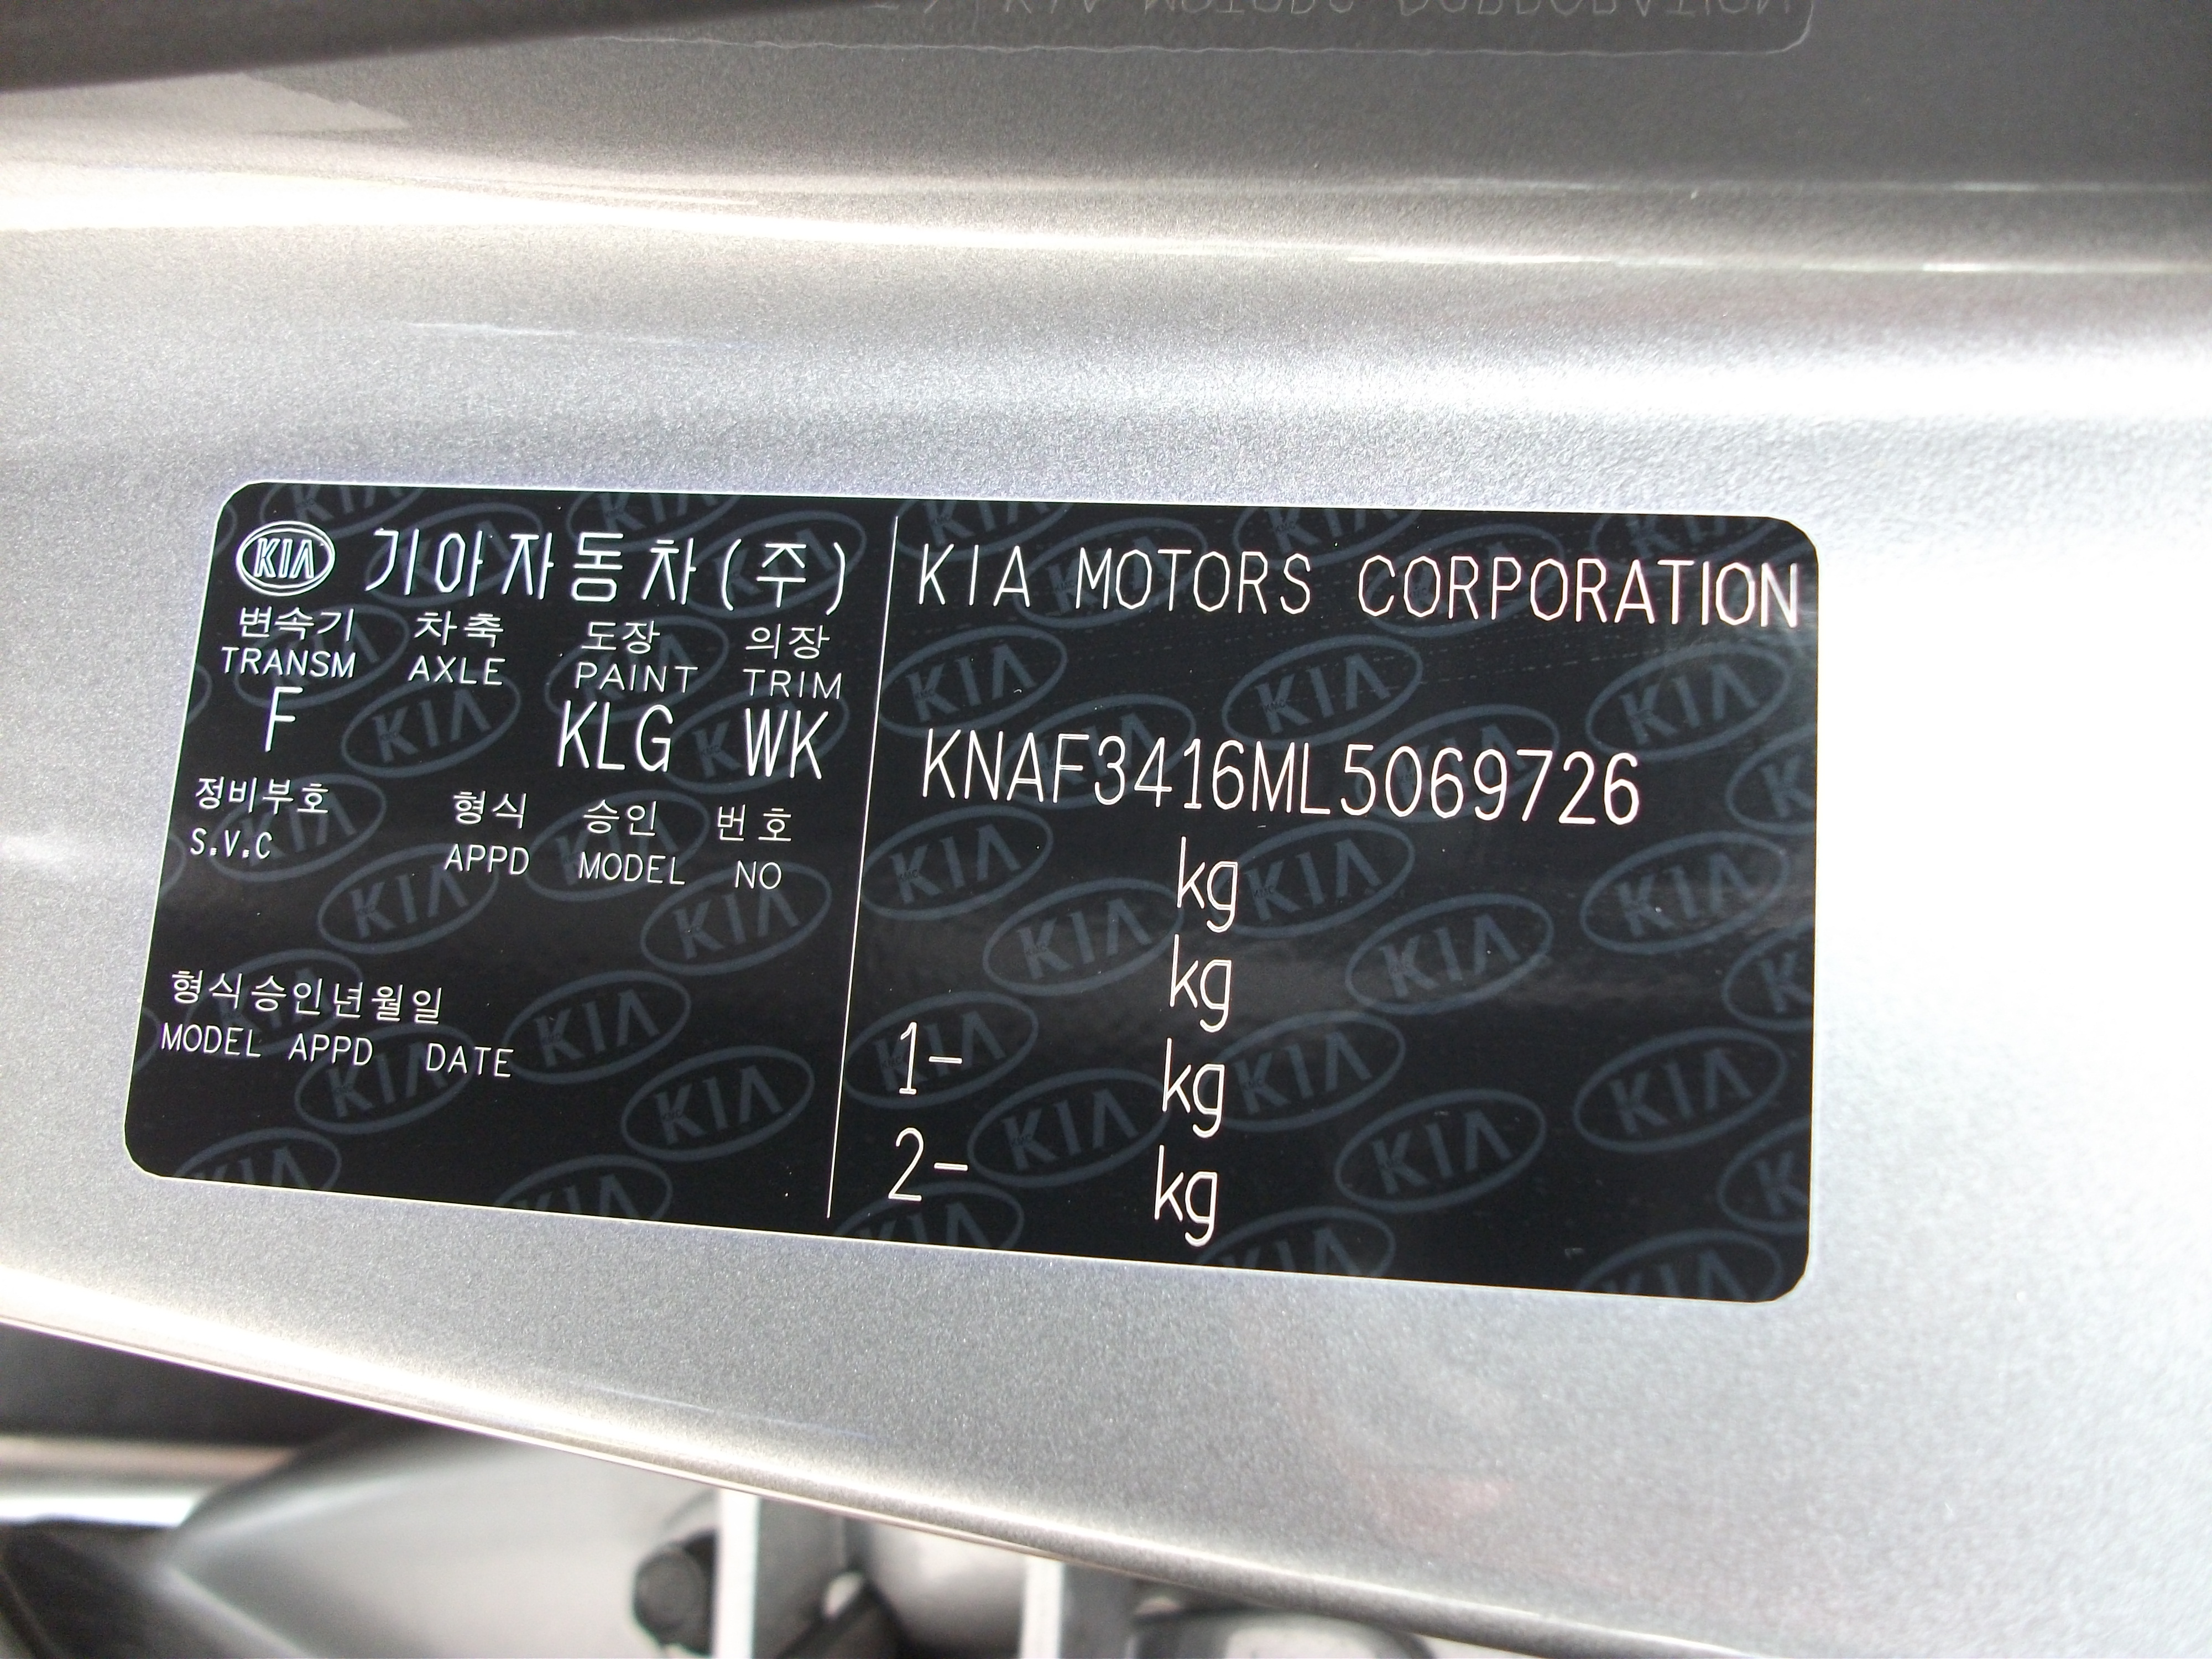 KIA 기아자동차(주)
변속기 차축 도장 의장
TRANSM AXLE PAINT TRIM
F KLG WK
정비부호 형식 승인 번호
S.V.C APPD MODEL NO
형식승인년월일
MODEL APPD DATE
KIA MOTORS CORPORATION
KNAF3416ML5069726
kg
kg
1- kg
2- kg